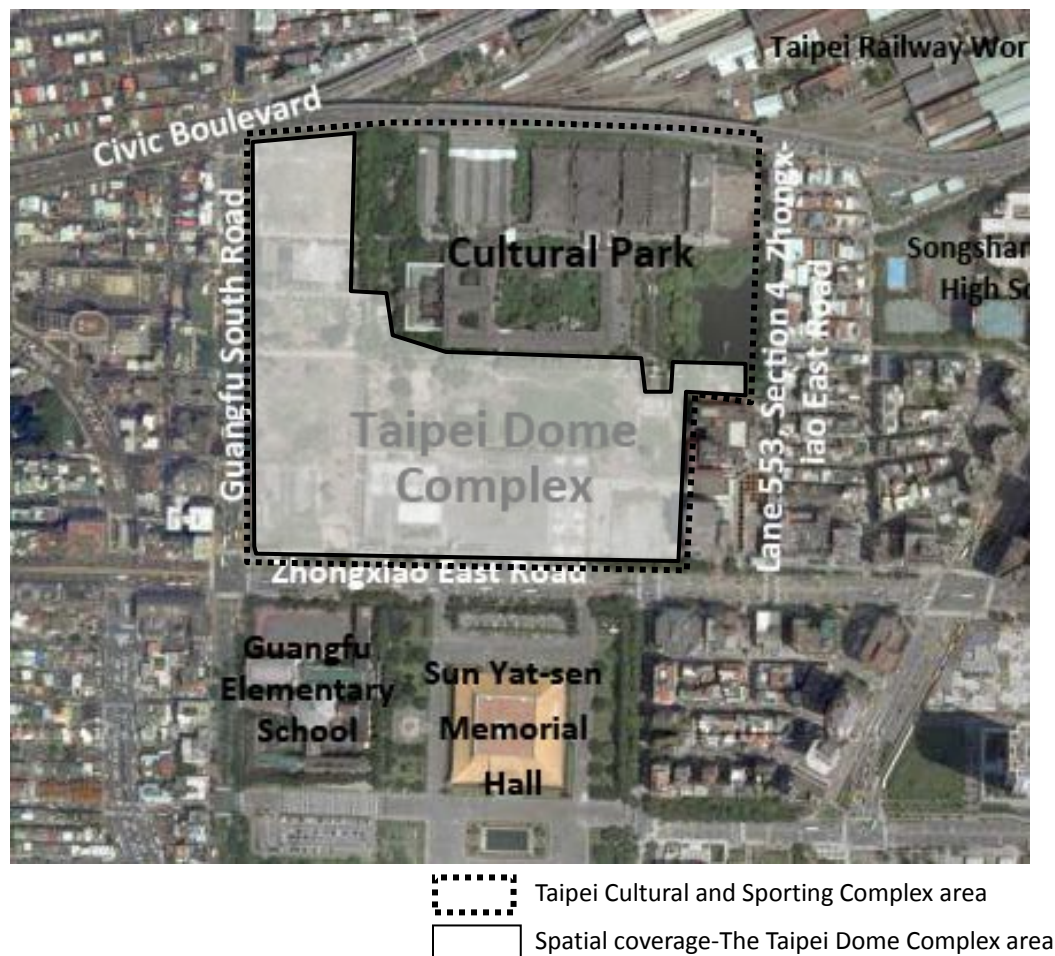 Taipei Railway Wor
Civic Boulevard
Cultural Park
Songshan
High Sc
Guangfu South Road
Lane 553, Section 4, Zhongx-
iao East Road
Taipei Dome
Complex
Zhongxiao East Road
Guangfu
Elementary
School
Sun Yat-sen
Memorial
Hall
Taipei Cultural and Sporting Complex area
Spatial coverage-The Taipei Dome Complex area